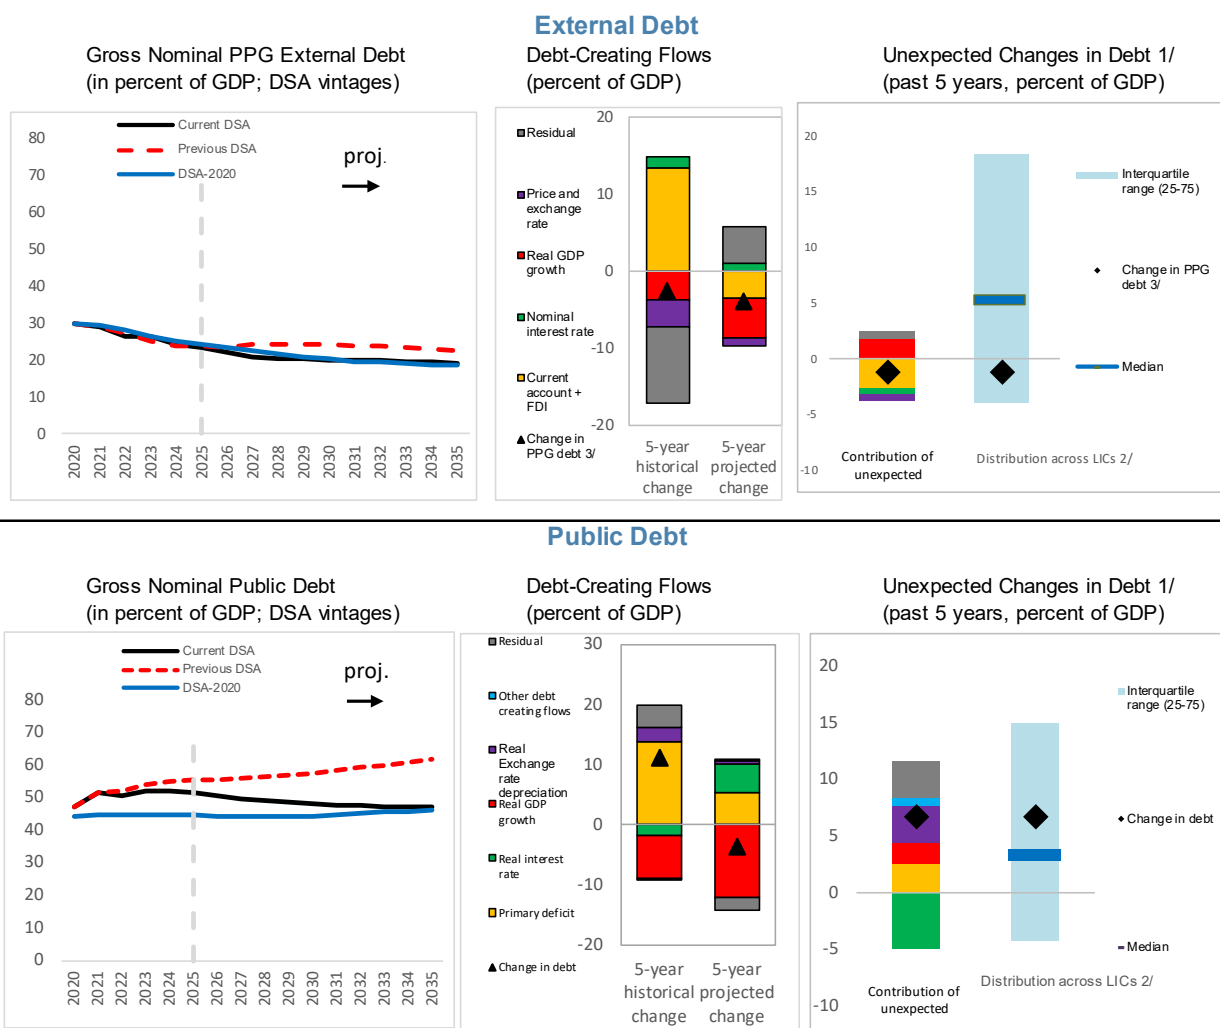 External Debt
Gross Nominal PPG External Debt
(in percent of GDP; DSA vintages)
Debt-Creating Flows
(percent of GDP)
Unexpected Changes in Debt 1/
(past 5 years, percent of GDP)
Current DSA
Previous DSA
DSA-2020
proj.
80
70
60
50
40
30
20
10
0
2020
2021
2022
2023
2024
2025
2026
2027
2028
2029
2030
2031
2032
2033
2034
2035
Residual
Price and
exchange
rate
Real GDP
growth
Nominal
interest rate
Current
account +
FDI
Change in
PPG debt 3/
20
10
0
-10
-20
5-year
historical
change
5-year
projected
change
20
15
10
5
0
-5
-10
Contribution of
unexpected
Distribution across LICs 2/
Interquartile
range (25-75)
Change in PPG
debt 3/
Median
Public Debt
Gross Nominal Public Debt
(in percent of GDP; DSA vintages)
Debt-Creating Flows
(percent of GDP)
Unexpected Changes in Debt 1/
(past 5 years, percent of GDP)
Current DSA
Previous DSA
DSA-2020
proj.
80
70
60
50
40
30
20
10
0
2020
2021
2022
2023
2024
2025
2026
2027
2028
2029
2030
2031
2032
2033
2034
2035
Residual
Other debt
creating flows
Real
Exchange
rate
depreciation
Real GDP
growth
Real interest
rate
Primary deficit
Change in debt
30
20
10
0
-10
-20
5-year
historical
change
5-year
projected
change
20
15
10
5
0
-5
-10
Contribution of
unexpected
Distribution across LICs 2/
Interquartile
range (25-75)
Change in debt
Median